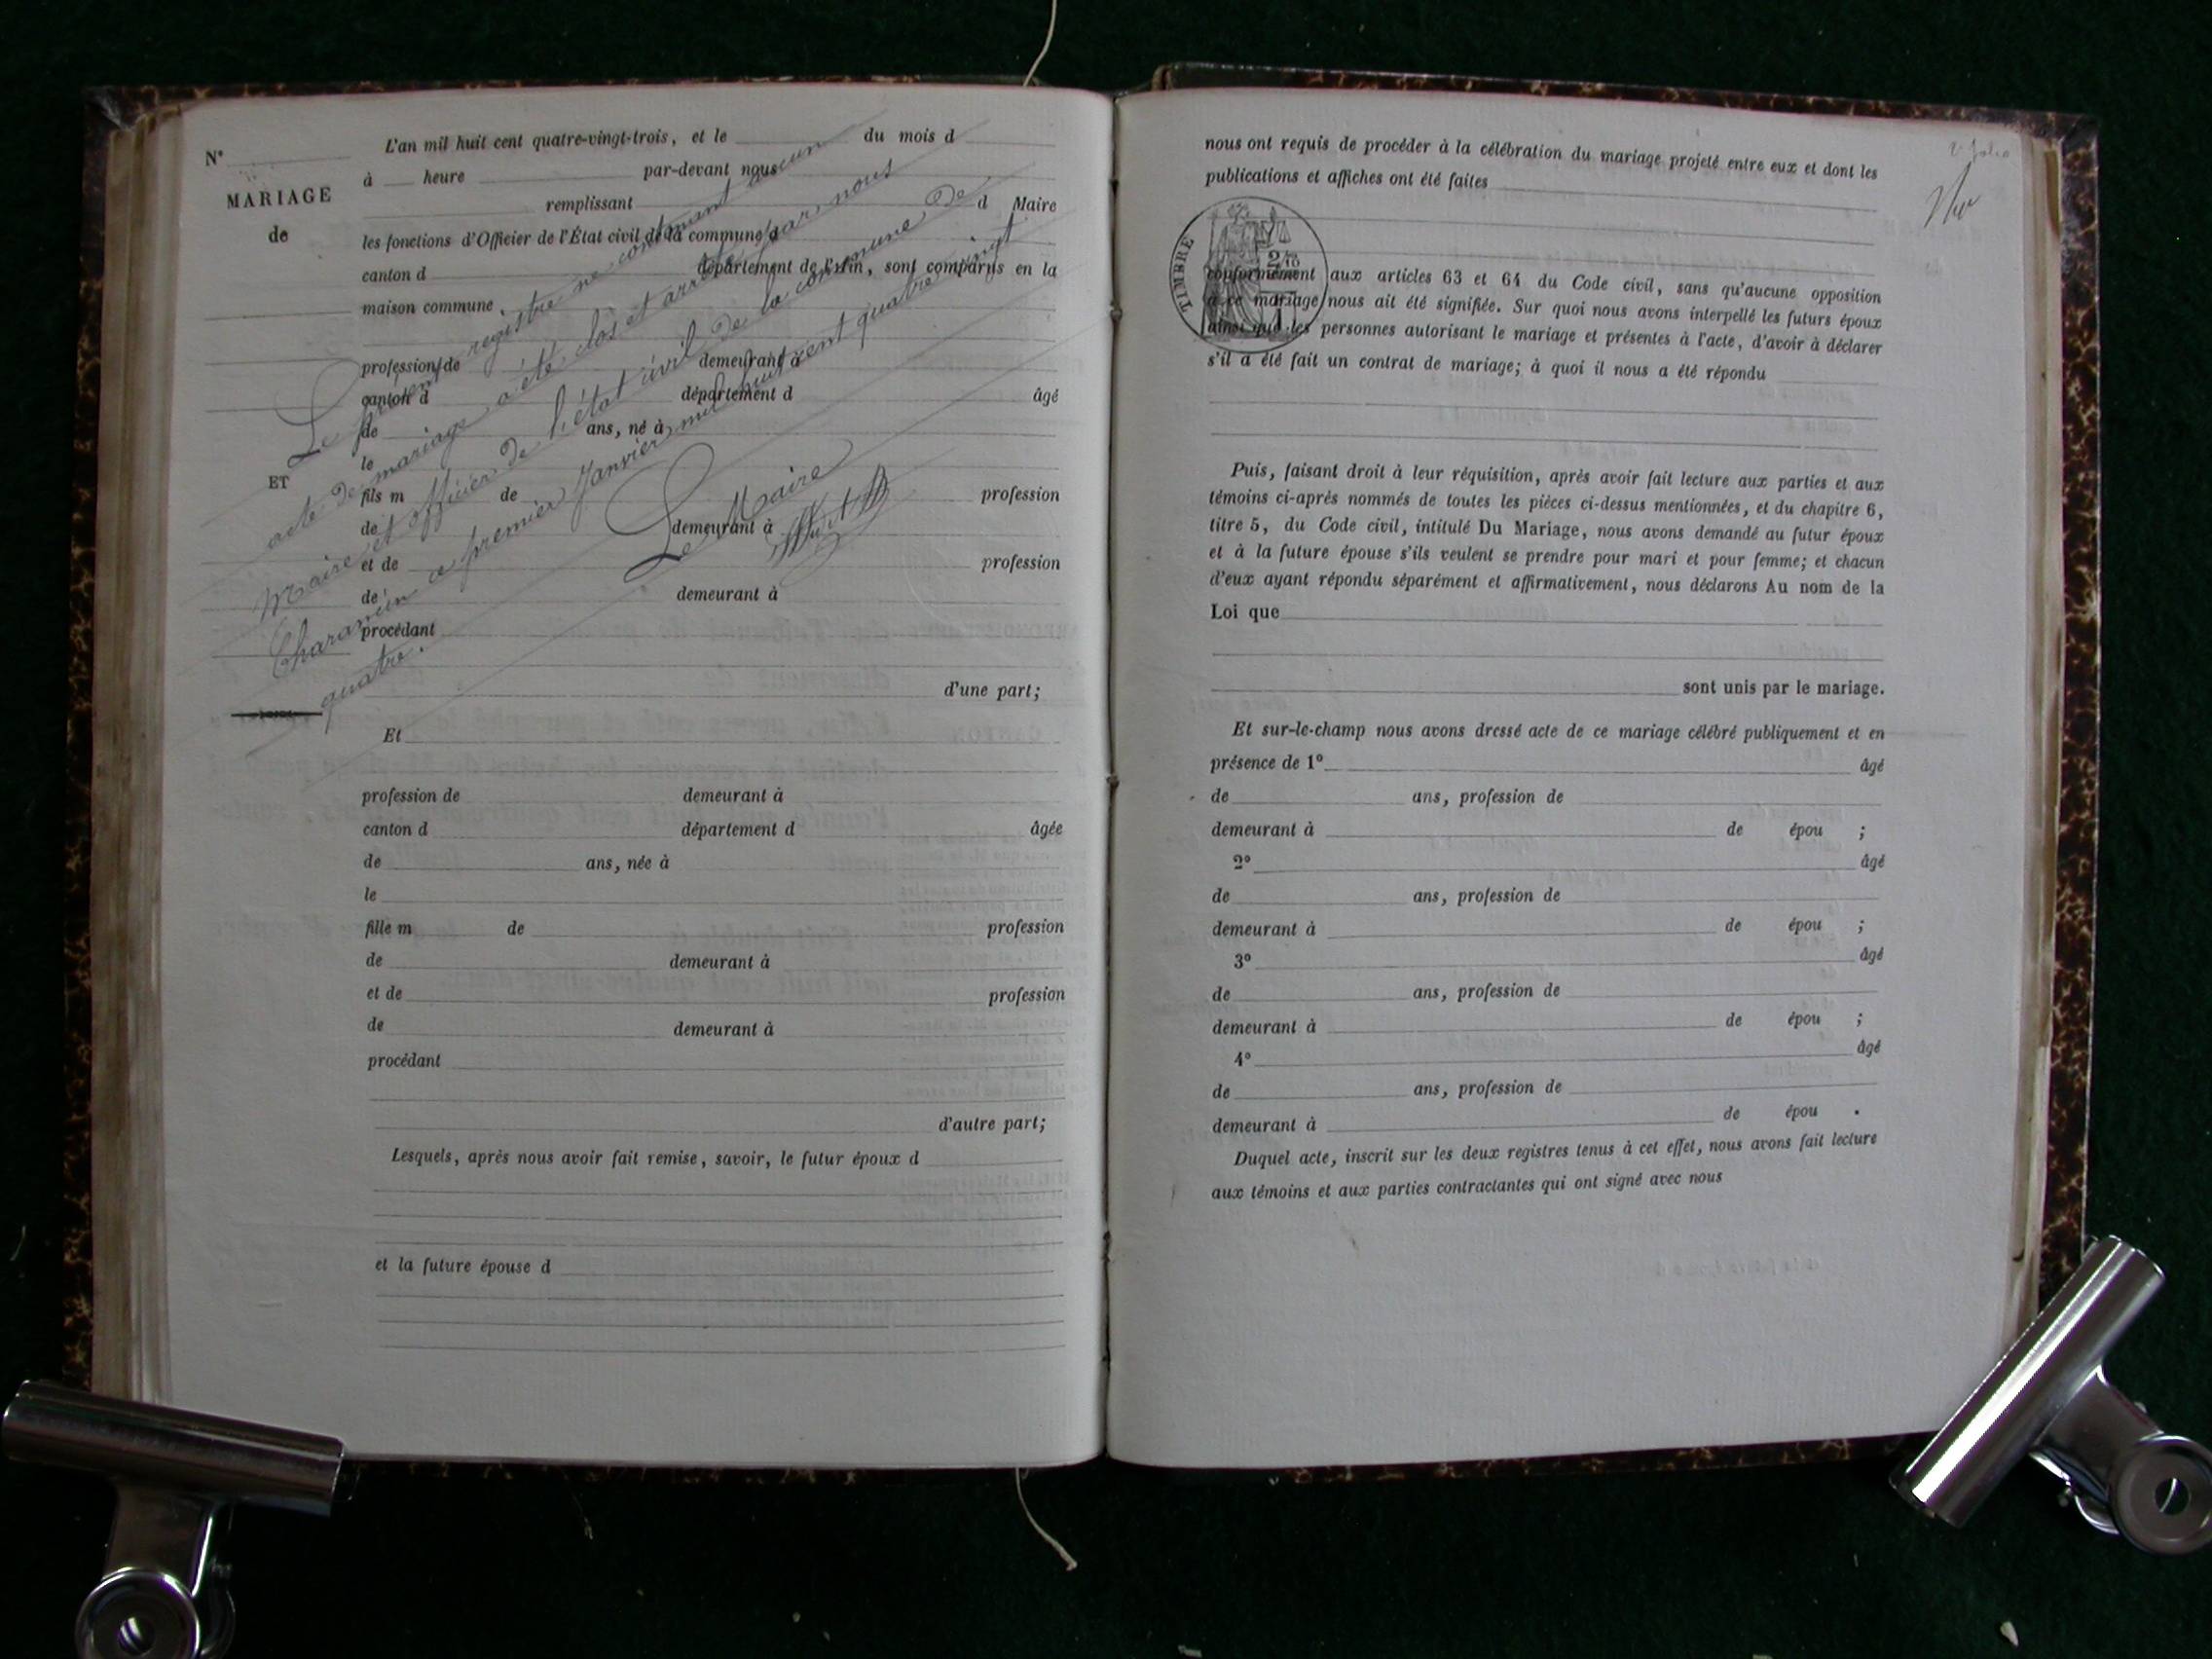 N°
MARIAGE
de
ET
L'an mil huit cent quatre-vingt-trois, et le du mois d
à heure par-devant nous
remplissant d Maire
les fonctions d'Officier de l'État civil de la commune d
canton d département de l'Ain, sont comparus en la
maison commune,
profession de demeurant à
canton d département d âgé
de ans, né à
le
fils m de profession
de demeurant à
et de profession
de demeurant à
procédant
d'une part;
Le présent registre ne contenant aucun
acte de mariage a été clos et arrêté par nous
Maire et officier de l'état civil de la commune de
Charancin ce premier Janvier mil huit cent quatre vingt
quatre.
Le Maire
Et
profession de demeurant à
canton d département d âgée
de ans, née à
le
fille m de profession
de demeurant à
et de profession
de demeurant à
procédant
d'autre part;
Lesquels, après nous avoir fait remise, savoir, le futur époux d
et la future épouse d
2e folio
nous ont requis de procéder à la célébration du mariage projeté entre eux et dont les
publications et affiches ont été faites
TIMBRE
conformément aux articles 63 et 64 du Code civil, sans qu'aucune opposition
à ce mariage nous ait été signifiée. Sur quoi nous avons interpellé les futurs époux
ainsi que les personnes autorisant le mariage et présentes à l'acte, d'avoir à déclarer
s'il a été fait un contrat de mariage; à quoi il nous a été répondu
Puis, faisant droit à leur réquisition, après avoir fait lecture aux parties et aux
témoins ci-après nommés de toutes les pièces ci-dessus mentionnées, et du chapitre 6,
titre 5, du Code civil, intitulé Du Mariage, nous avons demandé au futur époux
et à la future épouse s'ils veulent se prendre pour mari et pour femme; et chacun
d'eux ayant répondu séparément et affirmativement, nous déclarons Au nom de la
Loi que
sont unis par le mariage.
Et sur-le-champ nous avons dressé acte de ce mariage célébré publiquement et en
présence de 1° âgé
de ans, profession de
demeurant à de épou ;
2° âgé
de ans, profession de
demeurant à de épou ;
3° âgé
de ans, profession de
demeurant à de épou ;
4° âgé
de ans, profession de
demeurant à de épou .
Duquel acte, inscrit sur les deux registres tenus à cet effet, nous avons fait lecture
aux témoins et aux parties contractantes qui ont signé avec nous